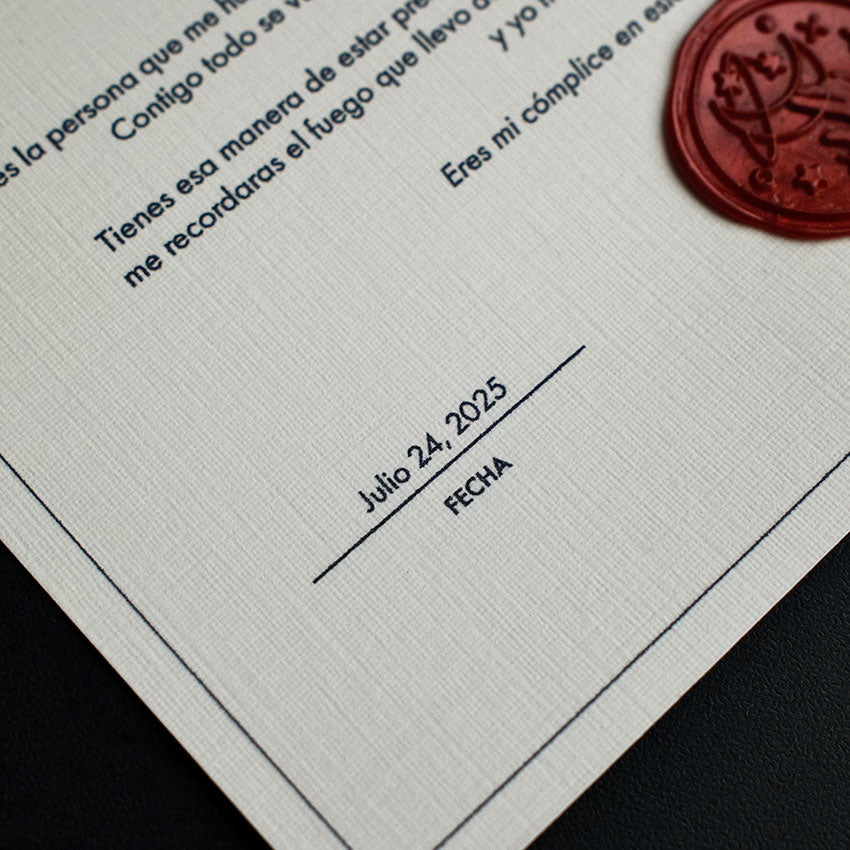 es la persona que me
Contigo todo se
Tienes esa manera de estar
me recordaras el fuego que llevo
y yo
Eres mi cómplice en
Julio 24, 2025
FECHA